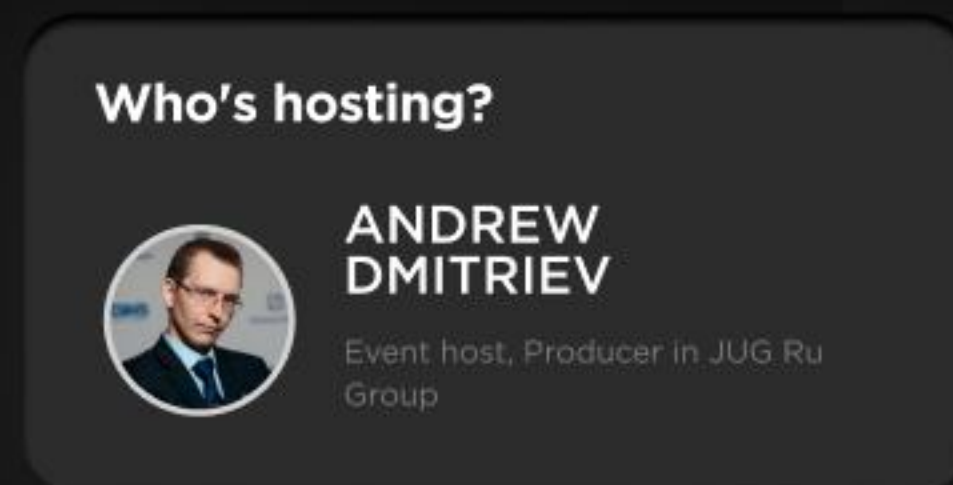 Who's hosting?
ANDREW
DMITRIEV
Event host, Producer in JUG Ru
Group